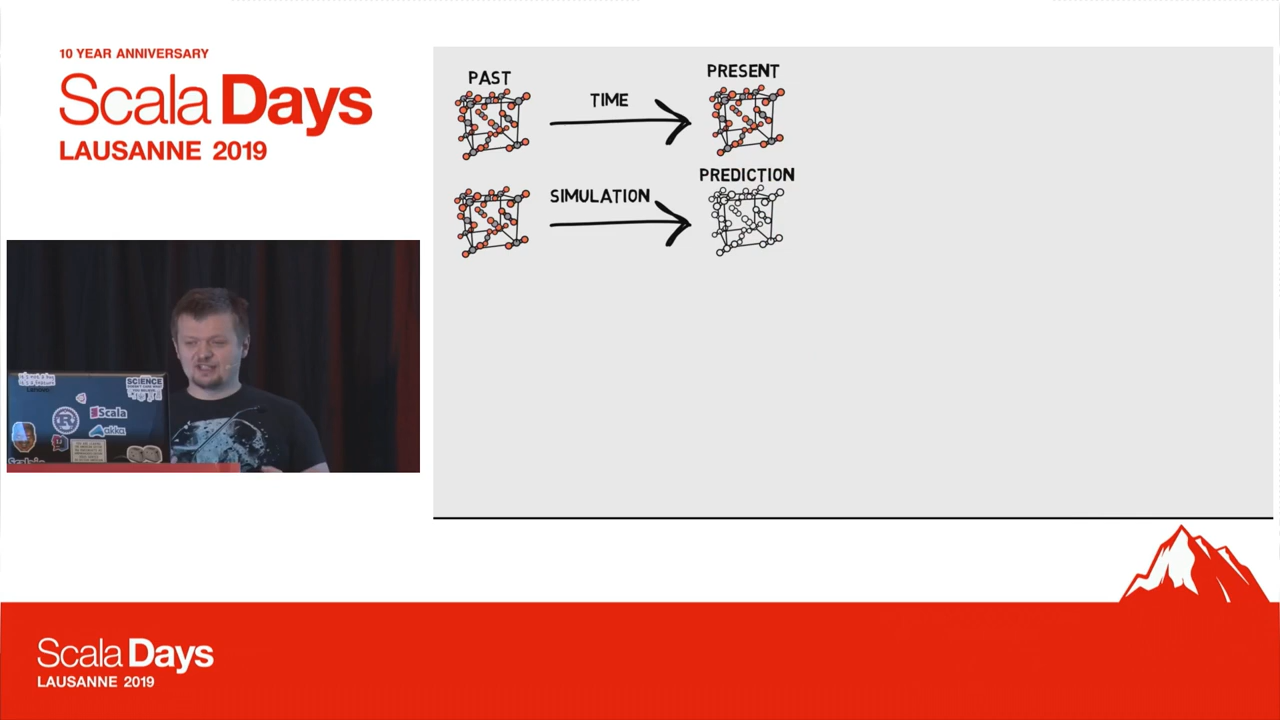 10 YEAR ANNIVERSARY
Scala Days
LAUSANNE 2019
PAST
TIME
PRESENT
SIMULATION
PREDICTION
SCIENCE
Scala
akka
Scala Days
LAUSANNE 2019